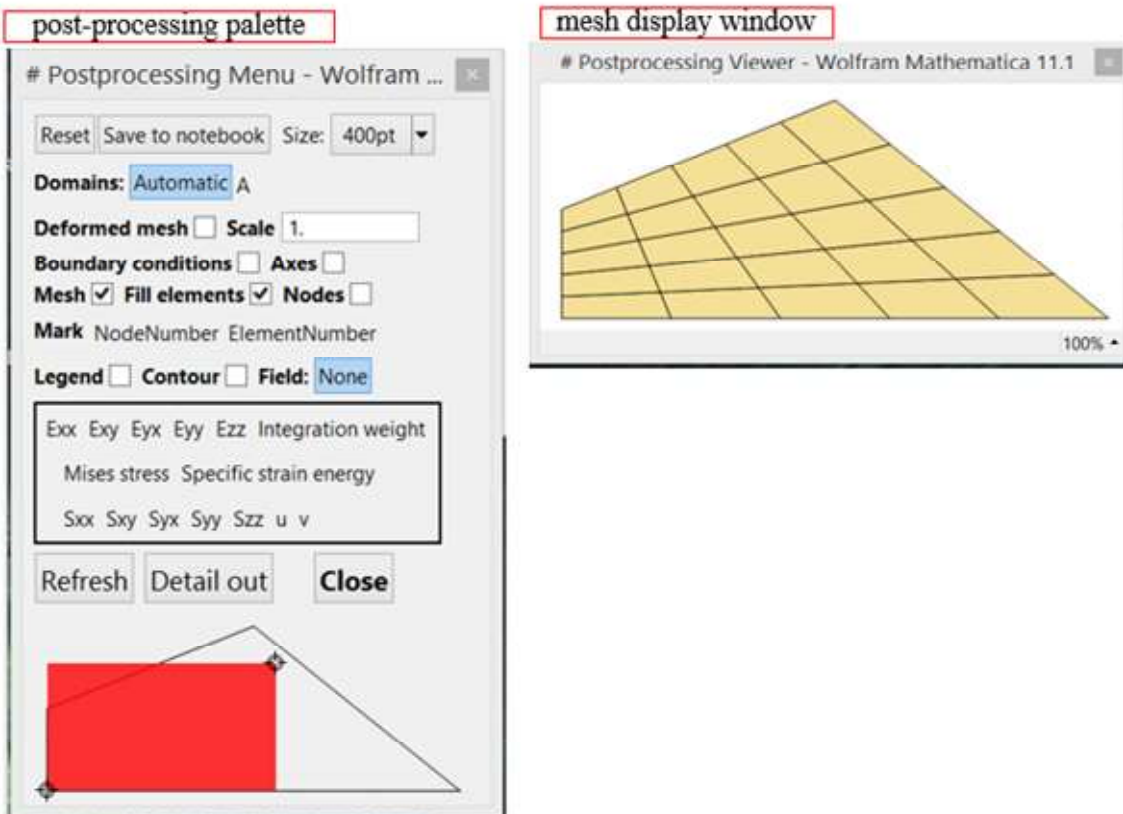 post-processing palette
# Postprocessing Menu - Wolfram ...
Reset Save to notebook Size: 400pt
Domains: Automatic A
Deformed mesh Scale 1.
Boundary conditions Axes
Mesh Fill elements Nodes
Mark NodeNumber ElementNumber
Legend Contour Field: None
Exx Exy Eyx Eyy Ezz Integration weight
Mises stress Specific strain energy
Sxx Sxy Syx Syy Szz u v
Refresh Detail out Close
mesh display window
# Postprocessing Viewer - Wolfram Mathematica 11.1
100%